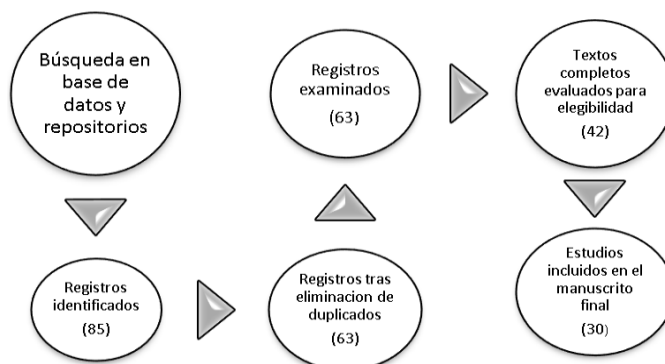 Búsqueda en
base de
datos y
repositorios
Registros
identificados
(85)
Registros tras
eliminacion de
duplicados
(63)
Registros
examinados
(63)
Textos
completos
evaluados para
elegibilidad
(42)
Estudios
incluidos en el
manuscrito
final
(30)